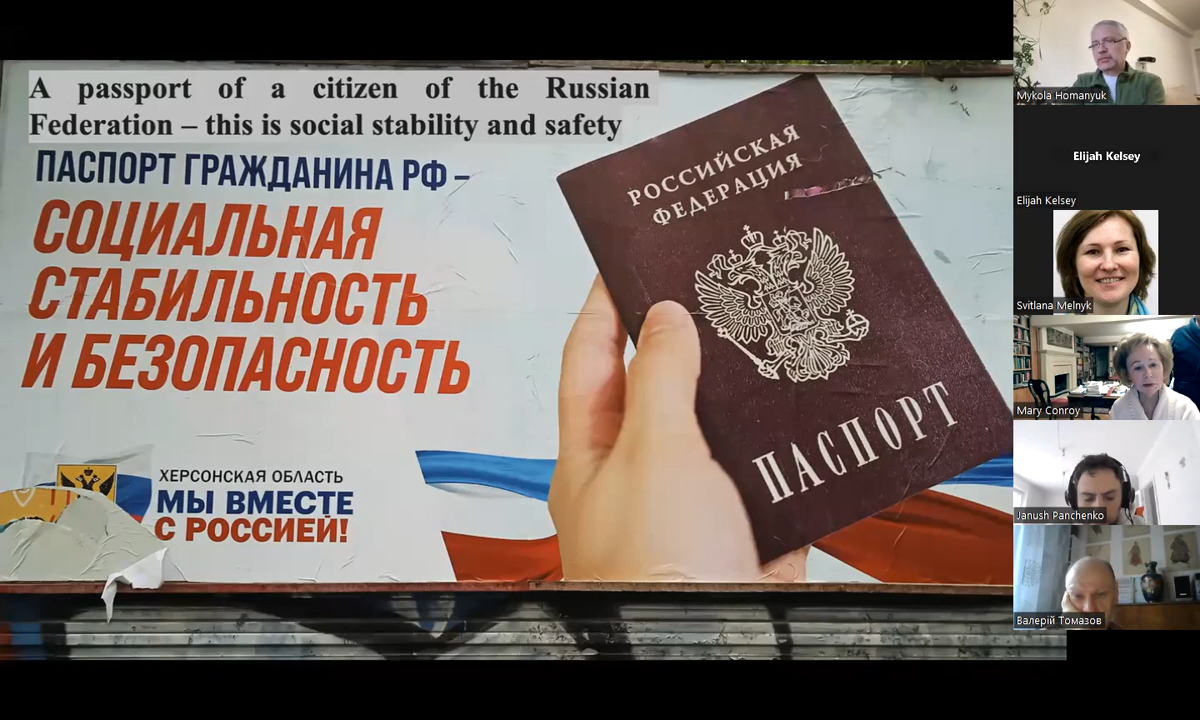 A passport of a citizen of the Russian
Federation – this is social stability and safety
ПАСПОРТ ГРАЖДАНИНА РФ –
СОЦИАЛЬНАЯ
СТАБИЛЬНОСТЬ
И БЕЗОПАСНОСТЬ
ХЕРСОНСКАЯ ОБЛАСТЬ
МЫ ВМЕСТЕ
С РОССИЕЙ!
РОССИЙСКАЯ
ФЕДЕРАЦИЯ
ПАСПОРТ
Mykola Homanyuk
Elijah Kelsey
Elijah Kelsey
Svitlana Melnyk
Mary Conroy
Janush Panchenko
Валерій Томазов